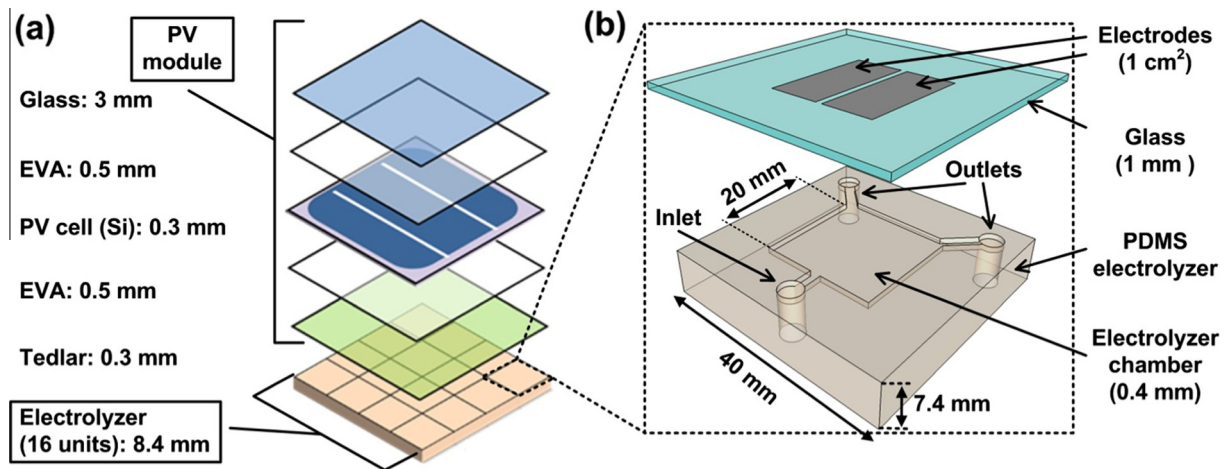 (a)
PV
module
Glass: 3 mm
EVA: 0.5 mm
PV cell (Si): 0.3 mm
EVA: 0.5 mm
Tedlar: 0.3 mm
Electrolyzer
(16 units): 8.4 mm
(b)
Electrodes
(1 cm²)
Glass
(1 mm )
20 mm
Outlets
Inlet
PDMS
electrolyzer
Electrolyzer
chamber
(0.4 mm)
40 mm
7.4 mm